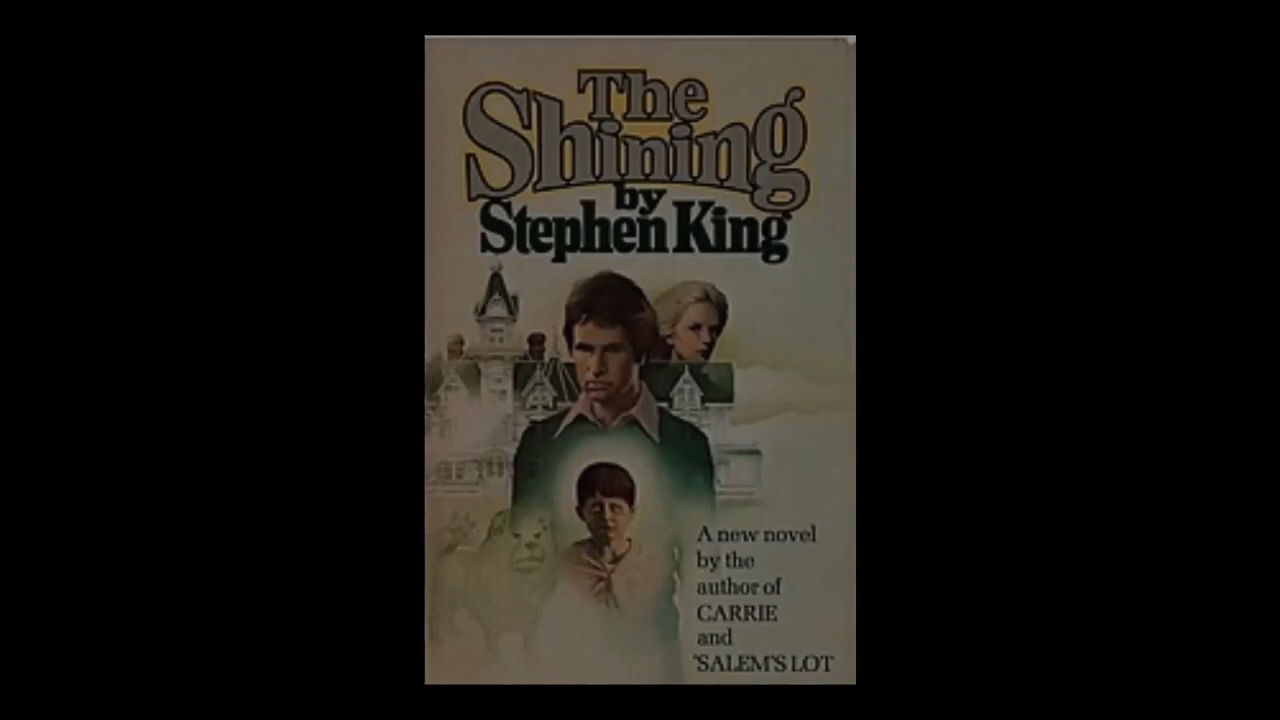 The
Shining
by
Stephen King
A new novel
by the
author of
CARRIE
and
'SALEM'S LOT